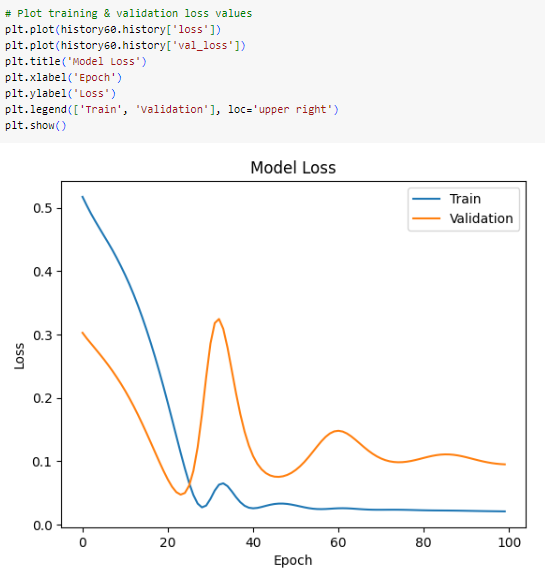 # Plot training & validation loss values
plt.plot(history60.history['loss'])
plt.plot(history60.history['val_loss'])
plt.title('Model Loss')
plt.xlabel('Epoch')
plt.ylabel('Loss')
plt.legend(['Train', 'Validation'], loc='upper right')
plt.show()
Model Loss
Train
Validation
0.5
0.4
0.3
0.2
0.1
0.0
Loss
0 20 40 60 80 100
Epoch